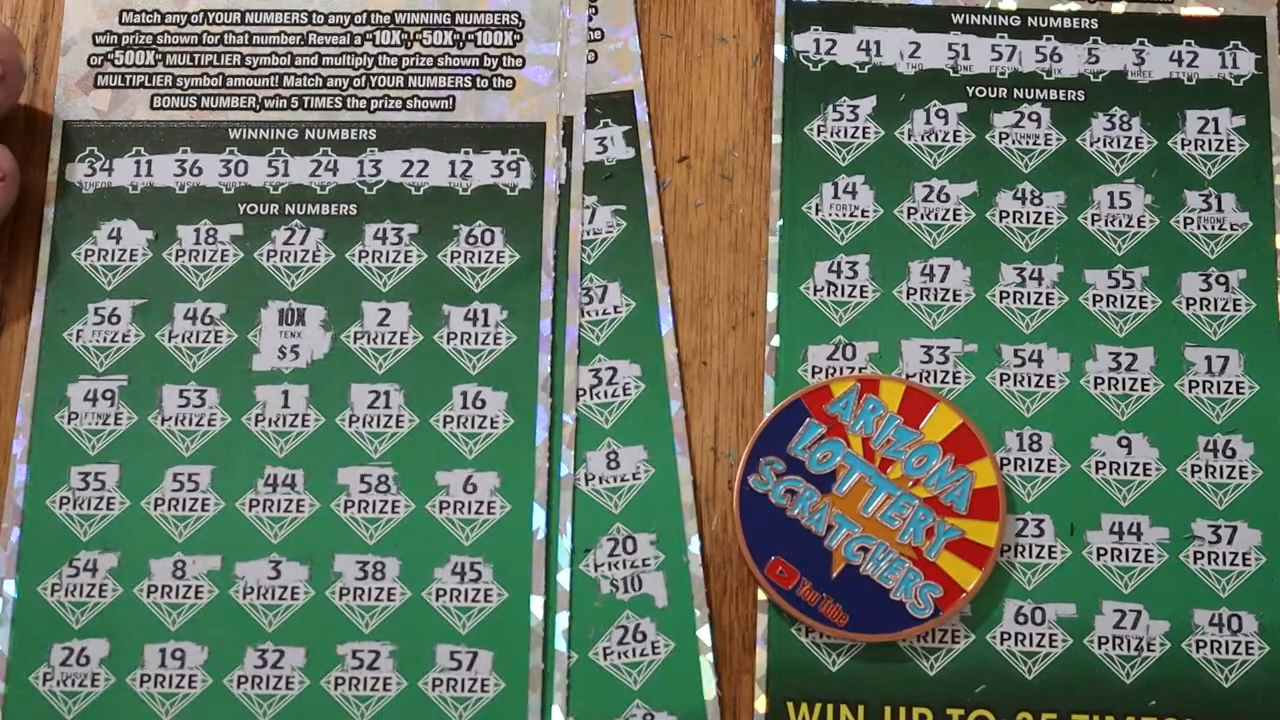 Match any of YOUR NUMBERS to any of the WINNING NUMBERS,
win prize shown for that number. Reveal a "10X", "50X", "100X"
or "500X" MULTIPLIER symbol and multiply the prize shown by the
MULTIPLIER symbol amount! Match any of YOUR NUMBERS to the
BONUS NUMBER, win 5 TIMES the prize shown!
WINNING NUMBERS
34 11 36 30 51 24 13 22 12 39
YOUR NUMBERS
4 18 27 43 60
PRIZE PRIZE PRIZE PRIZE PRIZE
56 46 10X 2 41
PRIZE PRIZE TENX PRIZE PRIZE
$5
49 53 1 21 16
PRIZE PRIZE PRIZE PRIZE PRIZE
35 55 44 58 6
PRIZE PRIZE PRIZE PRIZE PRIZE
54 8 3 38 45
PRIZE PRIZE PRIZE PRIZE PRIZE
26 19 32 52 57
PRIZE PRIZE PRIZE PRIZE PRIZE
31
37
32
PRIZE
8
PRIZE
20
PRIZE
$10
26
PRIZE
WINNING NUMBERS
12 41 2 51 57 56 5 3 42 11
YOUR NUMBERS
53 19 29 38 21
PRIZE PRIZE PRIZE PRIZE PRIZE
14 26 48 15 31
PRIZE PRIZE PRIZE PRIZE PRIZE
43 47 34 55 39
PRIZE PRIZE PRIZE PRIZE PRIZE
20 33 54 32 17
PRIZE PRIZE PRIZE PRIZE PRIZE
18 9 46
PRIZE PRIZE PRIZE
23 44 37
PRIZE PRIZE PRIZE
60 27 40
PRIZE PRIZE PRIZE PRIZE
ARIZONA
LOTTERY
SCRATCHERS
YouTube